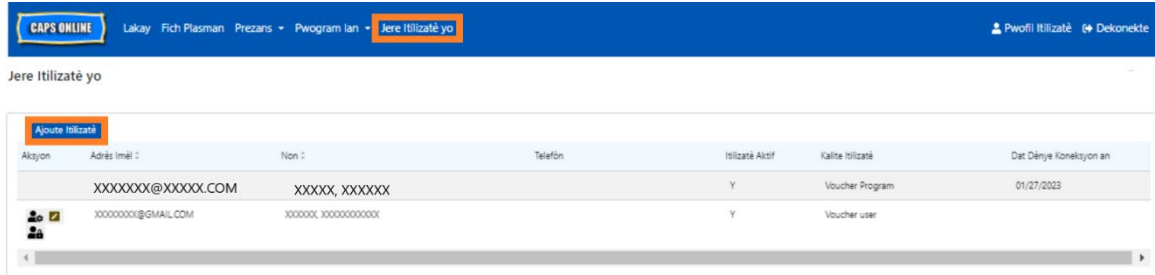 CAPS ONLINE Lakay Fich Plasman Prezans Pwogram lan Jere Itilizatè yo Pwofil Itilizatè Dekonekte
Jere Itilizatè yo
Ajoute Itilizatè
Aksyon Adrès Imèl Non Telefòn Itilizatè Aktif Kalite Itilizatè Dat Dènye Koneksyon an
XXXXXXX@XXXXX.COM XXXXX, XXXXXX Y Voucher Program 01/27/2023
XXXXXXXX@GMAIL.COM XXXXXX, XXXXXXXXXXXX Y Voucher user